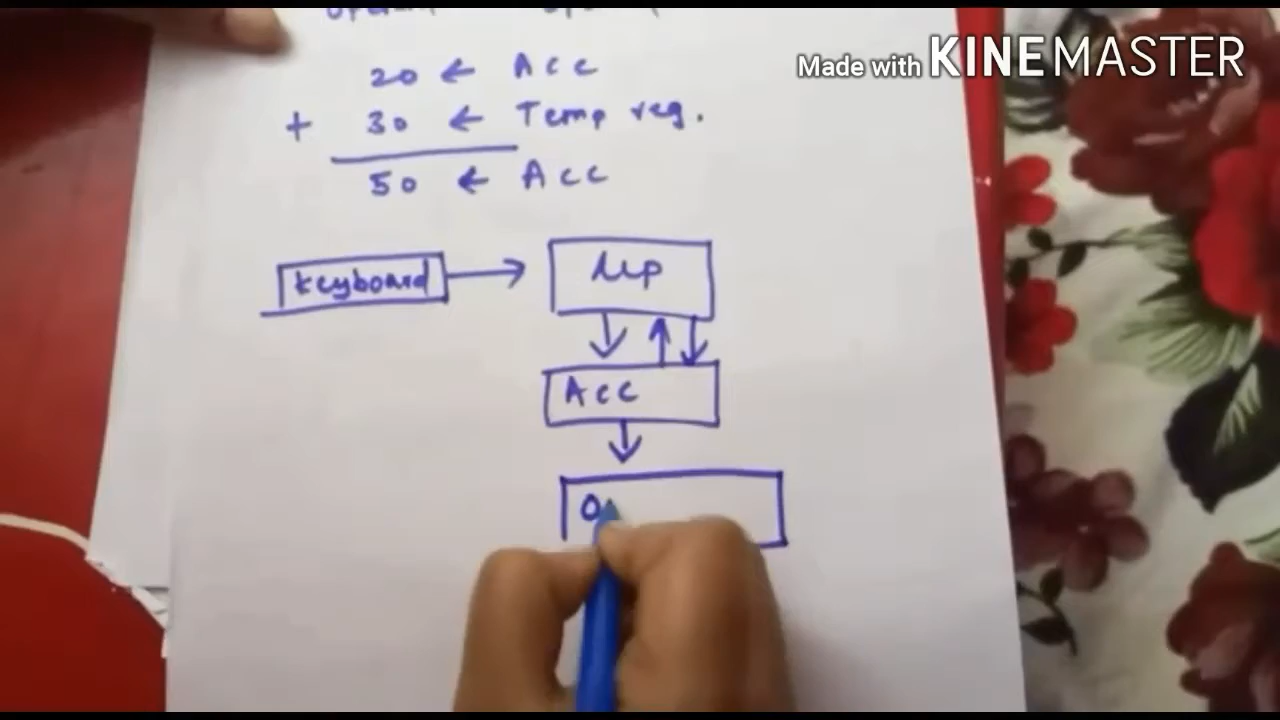 Made with KINEMASTER
20 ← Acc
+ 30 ← Temp reg.
50 ← Acc
keyboard
μp
Acc
O